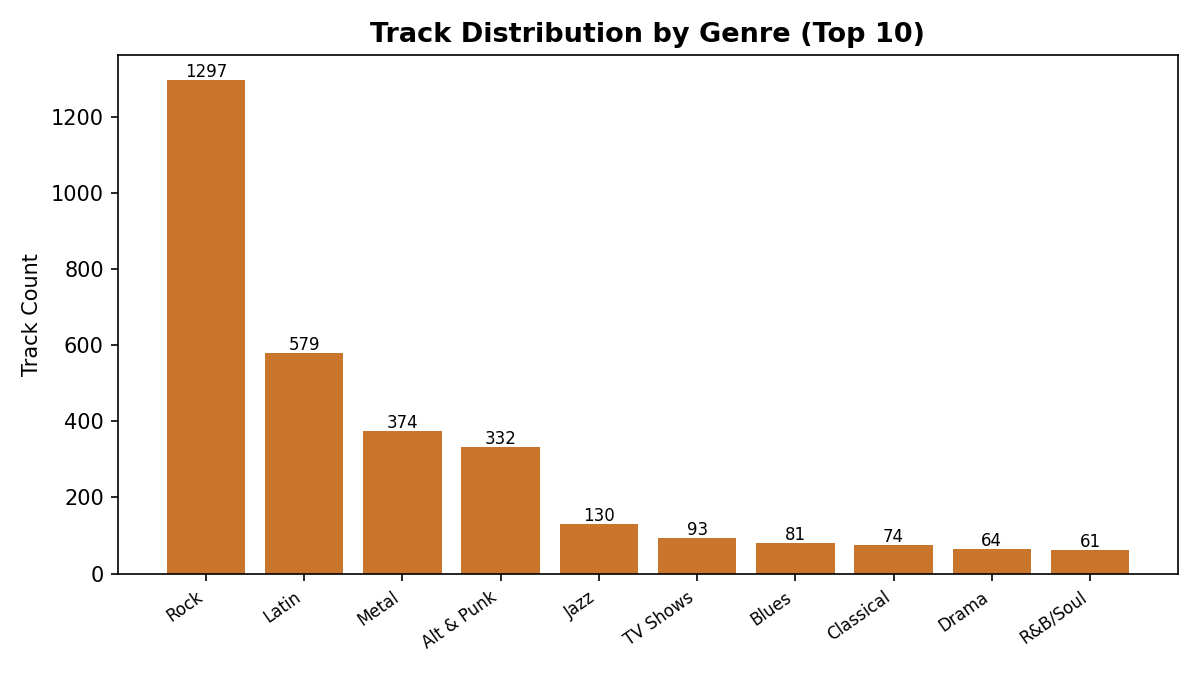 Track Distribution by Genre (Top 10)
Track Count
1200
1000
800
600
400
200
0
1297
579
374
332
130
93
81
74
64
61
Rock
Latin
Metal
Alt & Punk
Jazz
TV Shows
Blues
Classical
Drama
R&B/Soul